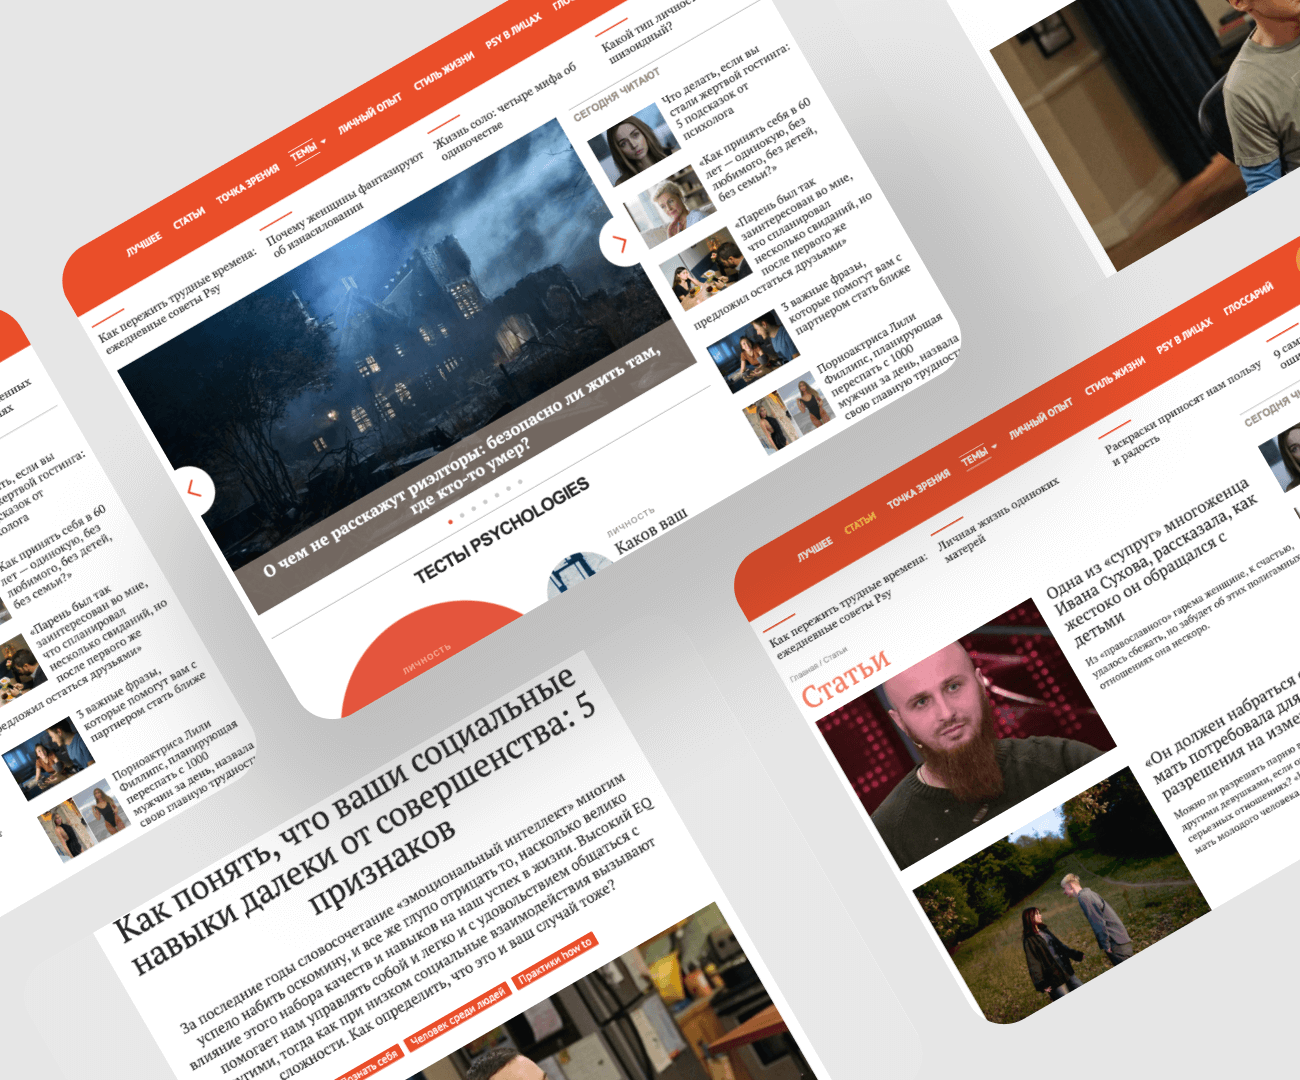 ЛУЧШЕЕ
СТАТЬИ
ТОЧКА ЗРЕНИЯ
ТЕМЫ
ЛИЧНЫЙ ОПЫТ
СТИЛЬ ЖИЗНИ
PSY В ЛИЦАХ
Как пережить трудные времена:
ежедневные советы Psy
Почему женщины фантазируют
об изнасиловании
Жизнь соло: четыре мифа об
одиночестве
Какой тип личности
шизоидный?
О чем не расскажут риэлторы: безопасно ли жить там,
где кто-то умер?
ТЕСТЫ PSYCHOLOGIES
ЛИЧНОСТЬ
ЛИЧНОСТЬ
Каков ваш
СЕГОДНЯ ЧИТАЮТ
Что делать, если вы
стали жертвой гостинга:
5 подсказок от
психолога
«Как принять себя в 60
лет — одинокую, без
любимого, без детей,
без семьи?»
«Парень был так
заинтересован во мне,
что спланировал
несколько свиданий, но
после первого же
предложил остаться друзьями»
3 важные фразы,
которые помогут вам с
партнером стать ближе
Порноактриса Лили
Филлипс, планирующая
переспать с 1000
мужчин за день, назвала
свою главную трудность
если вы
гостинга:
от
Как принять себя в 60
лет — одинокую, без
любимого, без детей,
без семьи?»
«Парень был так
заинтересован во мне,
что спланировал
несколько свиданий, но
после первого же
остаться друзьями»
3 важные фразы,
которые помогут вам с
партнером стать ближе
Порноактриса Лили
Филлипс, планирующая
переспать с 1000
мужчин за день, назвала
свою главную трудность
Как понять, что ваши социальные
навыки далеки от совершенства: 5
признаков
За последние годы словосочетание «эмоциональный интеллект» многим
успело набить оскомину, и все же глупо отрицать то, насколько велико
влияние этого набора качеств и навыков на наш успех в жизни. Высокий EQ
помогает нам управлять собой и легко и с удовольствием общаться с
другими, тогда как при низком социальные взаимодействия вызывают
сложности. Как определить, что это и ваш случай тоже?
Познать себя
Человек среди людей
Практики how to
ЛУЧШЕЕ
СТАТЬИ
ТОЧКА ЗРЕНИЯ
ТЕМЫ
ЛИЧНЫЙ ОПЫТ
СТИЛЬ ЖИЗНИ
PSY В ЛИЦАХ
ГЛОССАРИЙ
Как пережить трудные времена:
ежедневные советы Psy
Личная жизнь одиноких
матерей
Раскраски приносят нам пользу
и радость
СЕГОДНЯ
Главная / Статьи
Статьи
Одна из «супруг» многоженца
Ивана Сухова, рассказала, как
жестоко он обращался с
детьми
Из «православного» гарема женщине, к счастью,
удалось сбежать, но забудет об этих полигамных
отношениях она нескоро.
«Он должен набраться
мать потребовала для
разрешения на
Можно ли разрешать парню
другими девушками, если
серьезных отношениях?
мать молодого человека